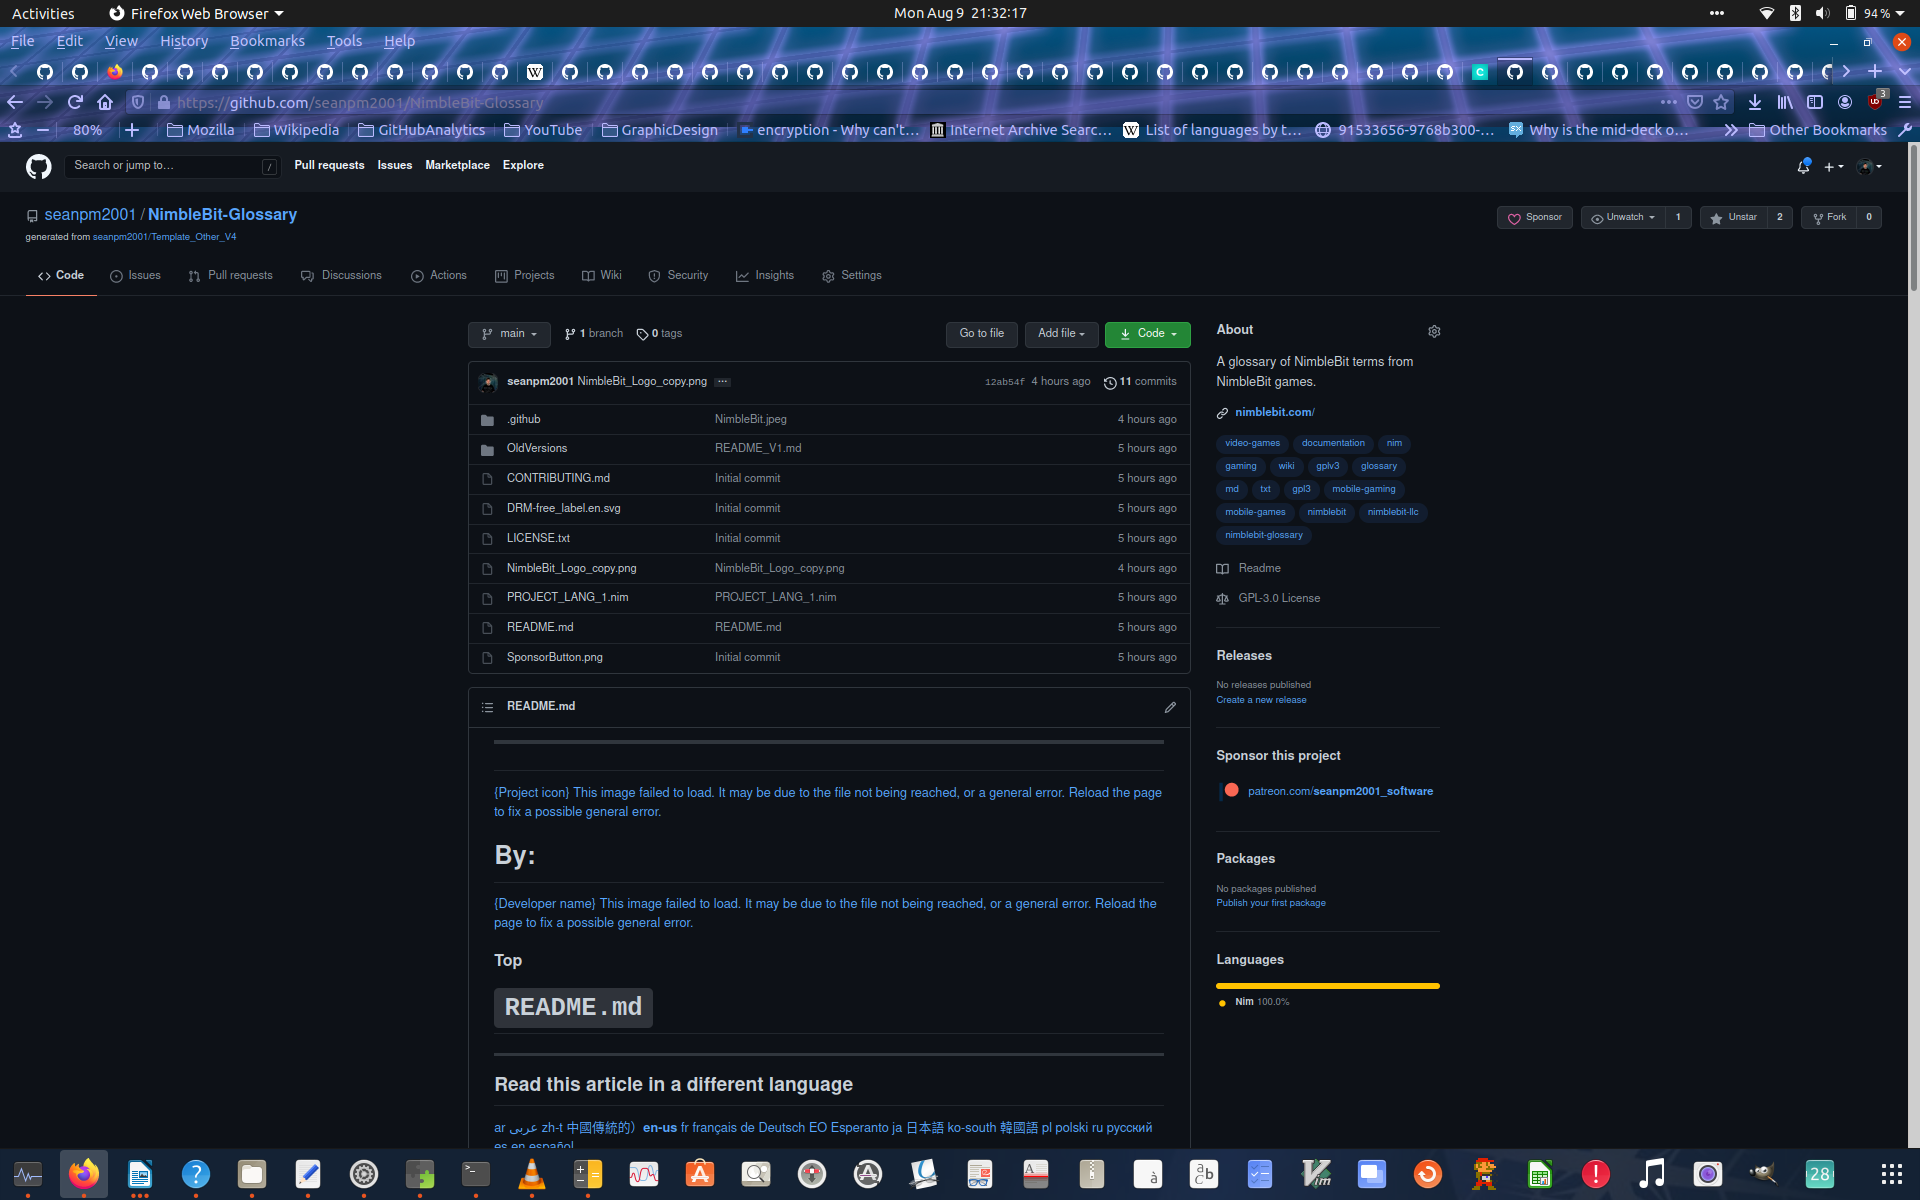 Activities Firefox Web Browser Mon Aug 9 21:32:17 94 %
File Edit View History Bookmarks Tools Help
https://github.com/seanpm2001/NimbleBit-Glossary 3
80% Mozilla Wikipedia GitHubAnalytics YouTube GraphicDesign encryption - Why can't… Internet Archive Searc… List of languages by t… 91533656-9768b300-… Why is the mid-deck o… Other Bookmarks
Search or jump to… / Pull requests Issues Marketplace Explore
seanpm2001 / NimbleBit-Glossary Sponsor Unwatch 1 Unstar 2 Fork 0
generated from seanpm2001/Template_Other_V4
Code Issues Pull requests Discussions Actions Projects Wiki Security Insights Settings
main 1 branch 0 tags Go to file Add file Code
seanpm2001 NimbleBit_Logo_copy.png ... 12ab54f 4 hours ago 11 commits
.github NimbleBit.jpeg 4 hours ago
OldVersions README_V1.md 5 hours ago
CONTRIBUTING.md Initial commit 5 hours ago
DRM-free_label.en.svg Initial commit 5 hours ago
LICENSE.txt Initial commit 5 hours ago
NimbleBit_Logo_copy.png NimbleBit_Logo_copy.png 4 hours ago
PROJECT_LANG_1.nim PROJECT_LANG_1.nim 5 hours ago
README.md README.md 5 hours ago
SponsorButton.png Initial commit 5 hours ago
README.md
{Project icon} This image failed to load. It may be due to the file not being reached, or a general error. Reload the page
to fix a possible general error.
By:
{Developer name} This image failed to load. It may be due to the file not being reached, or a general error. Reload the
page to fix a possible general error.
Top
README.md
Read this article in a different language
ar عربى zh-t 中國傳統的）en-us fr français de Deutsch EO Esperanto ja 日本語 ko-south 韓國語 pl polski ru русский
es en español
About
A glossary of NimbleBit terms from
NimbleBit games.
nimblebit.com/
video-games documentation nim
gaming wiki gplv3 glossary
md txt gpl3 mobile-gaming
mobile-games nimblebit nimblebit-llc
nimblebit-glossary
Readme
GPL-3.0 License
Releases
No releases published
Create a new release
Sponsor this project
patreon.com/seanpm2001_software
Packages
No packages published
Publish your first package
Languages
Nim 100.0%
28